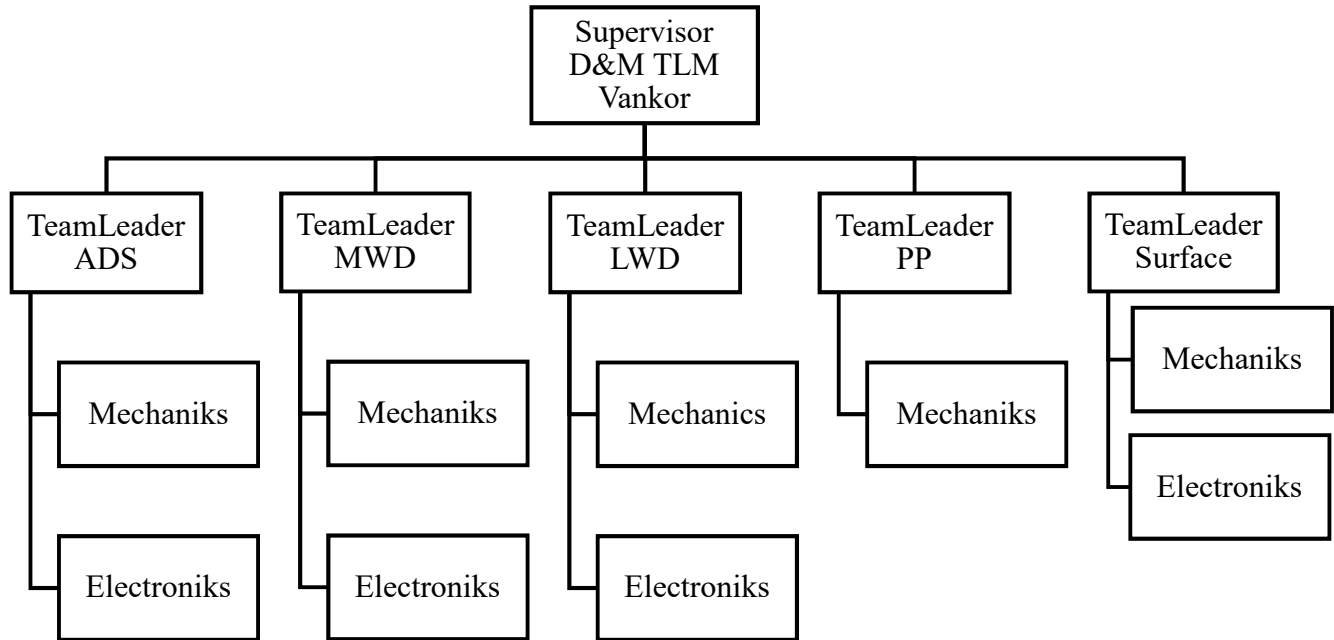 Supervisor
D&M TLM
Vankor
TeamLeader
ADS
TeamLeader
MWD
TeamLeader
LWD
TeamLeader
PP
TeamLeader
Surface
Mechaniks
Mechaniks
Mechanics
Mechaniks
Mechaniks
Electroniks
Electroniks
Electroniks
Electroniks